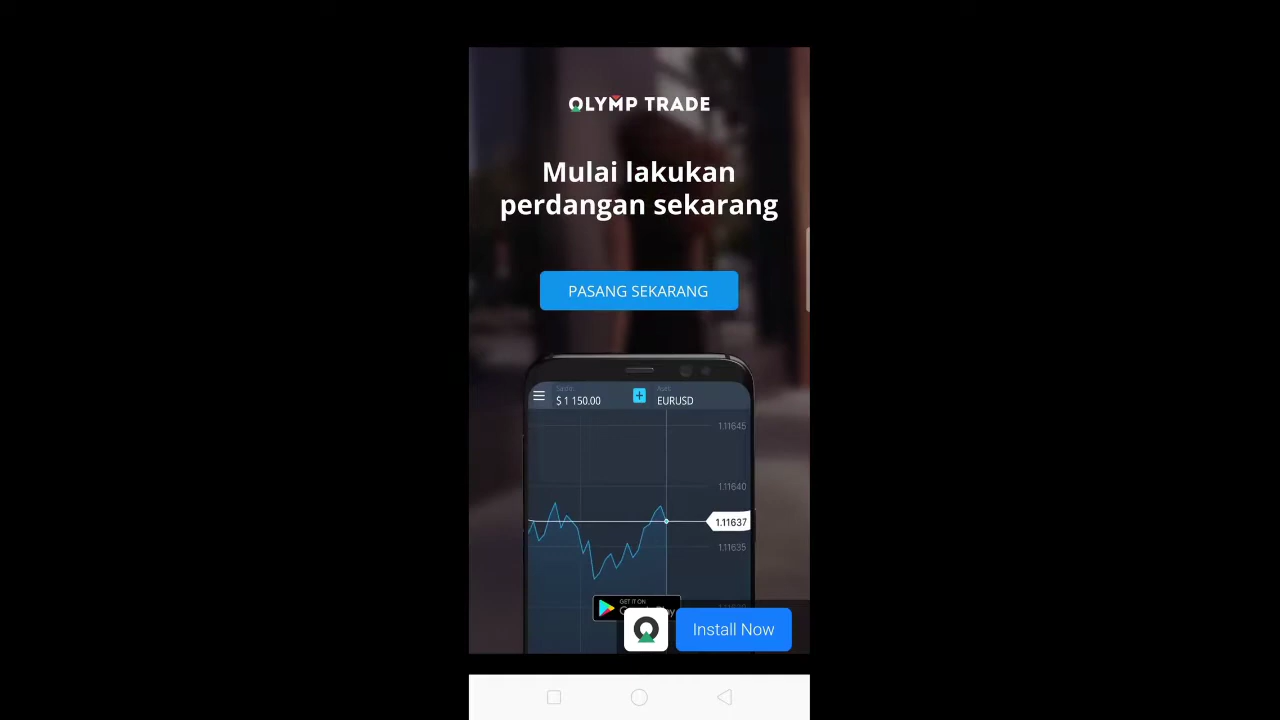 OLYMP TRADE
Mulai lakukan
perdangan sekarang
PASANG SEKARANG
$ 1 150.00
EURUSD
1.11645
1.11640
1.11637
1.11635
GET IT ON
Install Now